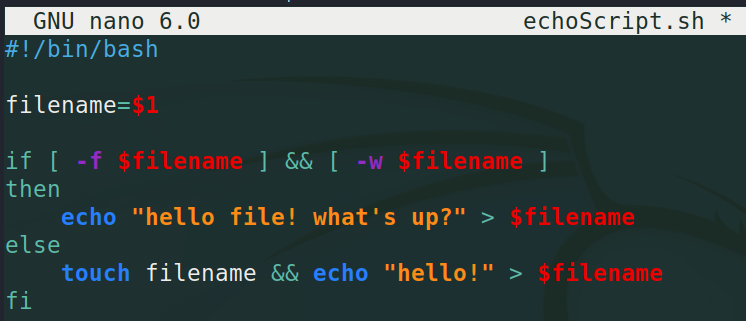 GNU nano 6.0 echoScript.sh *
#!/bin/bash
filename=$1
if [ -f $filename ] && [ -w $filename ]
then
    echo "hello file! what's up?" > $filename
else
    touch filename && echo "hello!" > $filename
fi